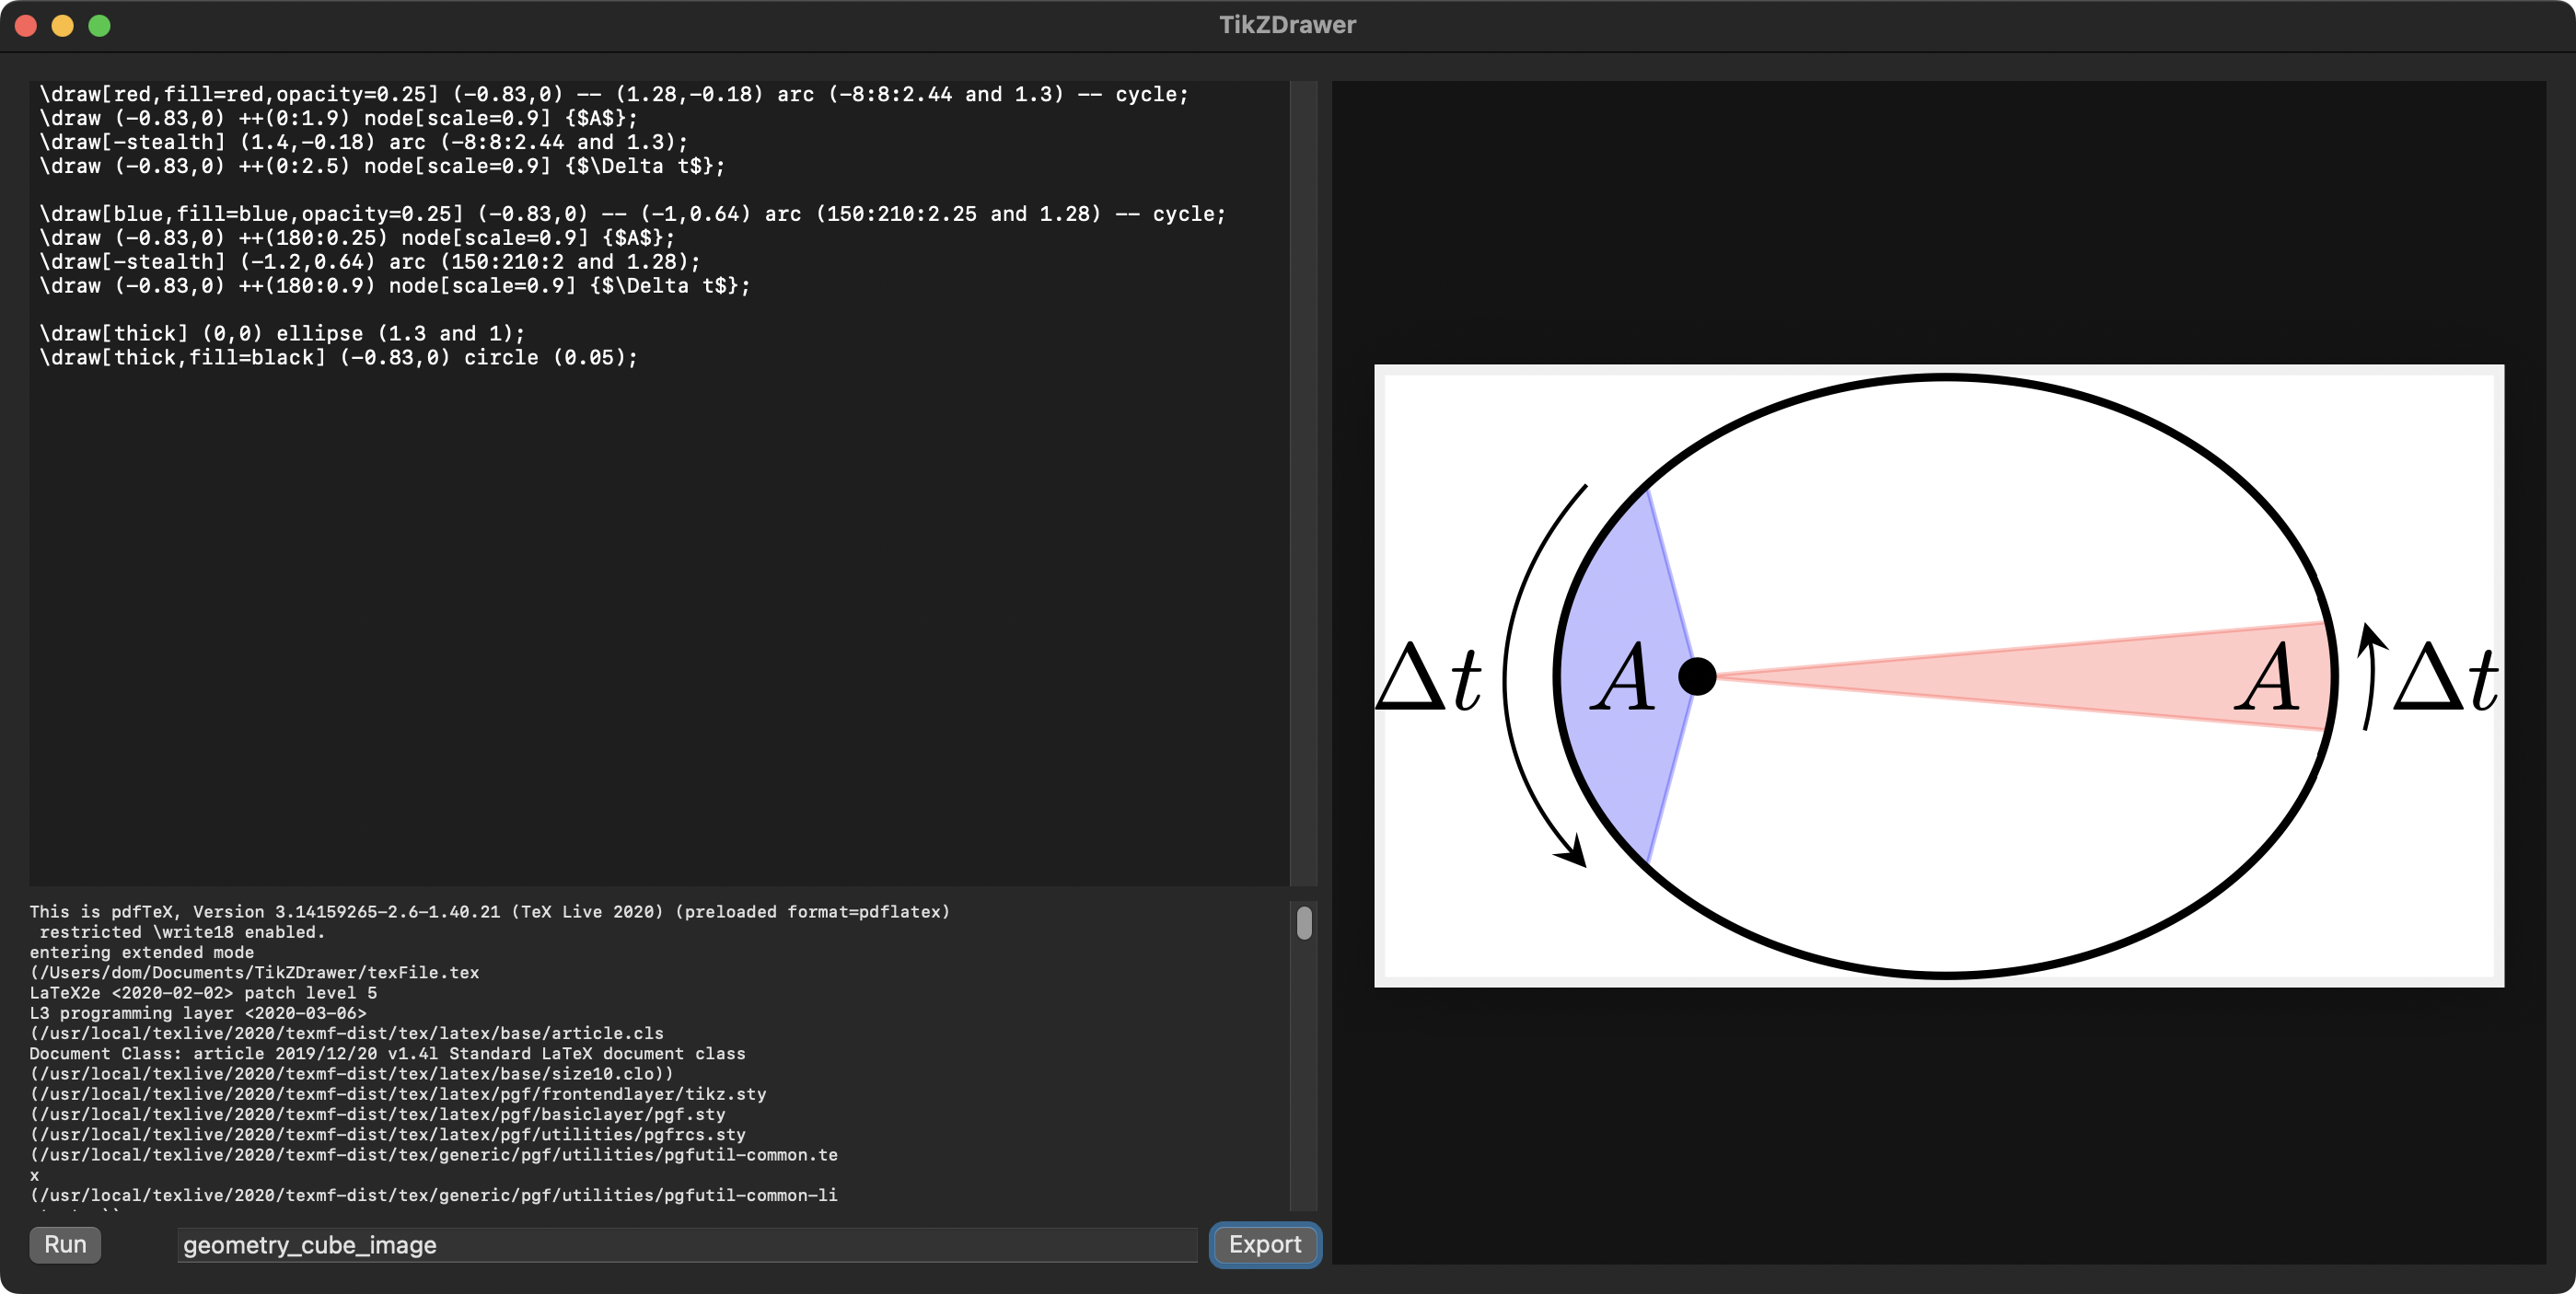 TikZDrawer
\draw[red,fill=red,opacity=0.25] (-0.83,0) -- (1.28,-0.18) arc (-8:8:2.44 and 1.3) -- cycle;
\draw (-0.83,0) ++(0:1.9) node[scale=0.9] {$A$};
\draw[-stealth] (1.4,-0.18) arc (-8:8:2.44 and 1.3);
\draw (-0.83,0) ++(0:2.5) node[scale=0.9] {$\Delta t$};
\draw[blue,fill=blue,opacity=0.25] (-0.83,0) -- (-1,0.64) arc (150:210:2.25 and 1.28) -- cycle;
\draw (-0.83,0) ++(180:0.25) node[scale=0.9] {$A$};
\draw[-stealth] (-1.2,0.64) arc (150:210:2 and 1.28);
\draw (-0.83,0) ++(180:0.9) node[scale=0.9] {$\Delta t$};
\draw[thick] (0,0) ellipse (1.3 and 1);
\draw[thick,fill=black] (-0.83,0) circle (0.05);
This is pdfTeX, Version 3.14159265-2.6-1.40.21 (TeX Live 2020) (preloaded format=pdflatex)
restricted \write18 enabled.
entering extended mode
(/Users/dom/Documents/TikZDrawer/texFile.tex
LaTeX2e <2020-02-02> patch level 5
L3 programming layer <2020-03-06>
(/usr/local/texlive/2020/texmf-dist/tex/latex/base/article.cls
Document Class: article 2019/12/20 v1.4l Standard LaTeX document class
(/usr/local/texlive/2020/texmf-dist/tex/latex/base/size10.clo))
(/usr/local/texlive/2020/texmf-dist/tex/latex/pgf/frontendlayer/tikz.sty
(/usr/local/texlive/2020/texmf-dist/tex/latex/pgf/basiclayer/pgf.sty
(/usr/local/texlive/2020/texmf-dist/tex/latex/pgf/utilities/pgfrcs.sty
(/usr/local/texlive/2020/texmf-dist/tex/generic/pgf/utilities/pgfutil-common.te
x
(/usr/local/texlive/2020/texmf-dist/tex/generic/pgf/utilities/pgfutil-common-li
Run
geometry_cube_image
Export
Δt
A
A
Δt